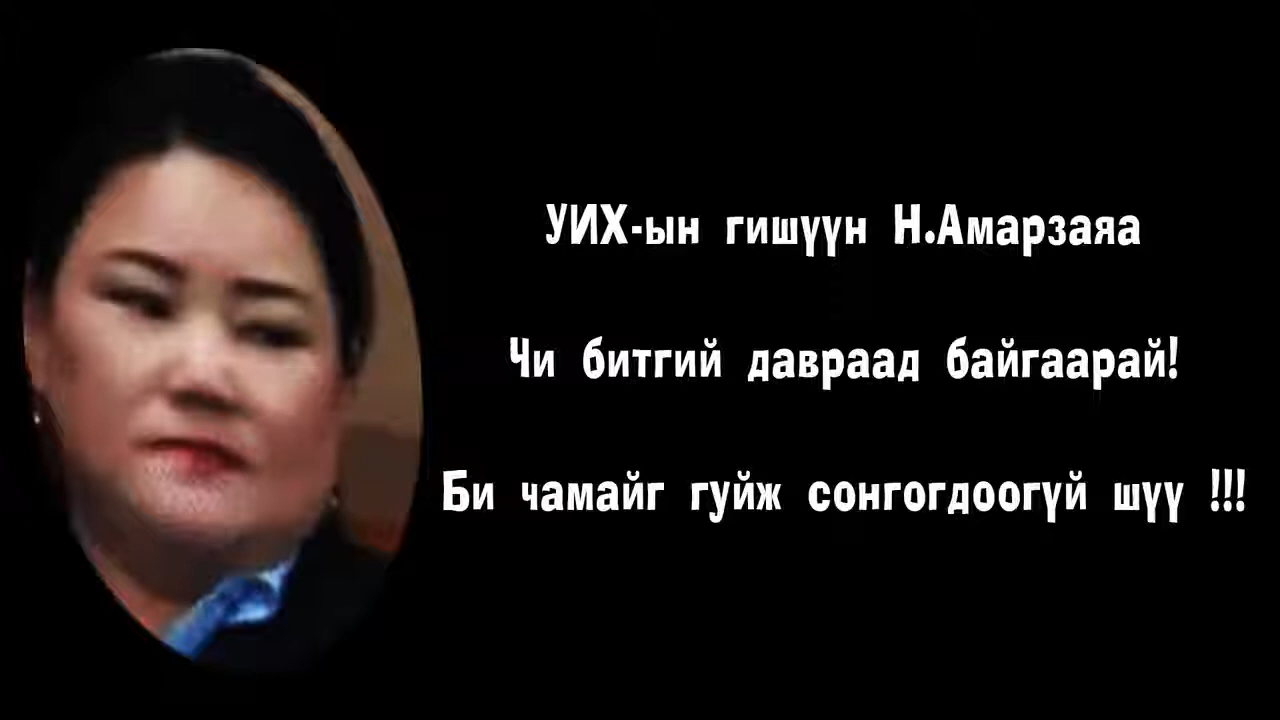 УИХ-ын гишүүн Н.Амарзаяа
Чи битгий давраад байгаарай!
Би чамайг гуйж сонгогдоогүй шүү !!!